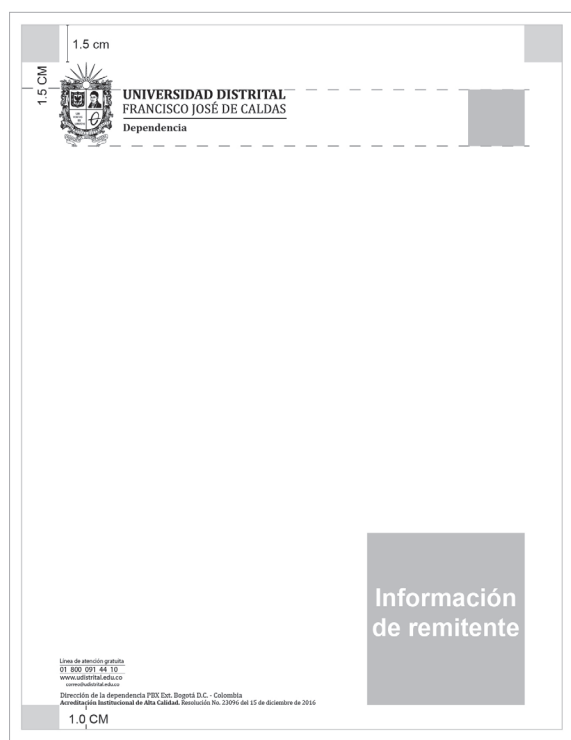 1.5 cm
1.5 CM
UNIVERSIDAD DISTRITAL
FRANCISCO JOSÉ DE CALDAS
Dependencia
Información
de remitente
Línea de atención gratuita
01 800 091 44 10
www.udistrital.edu.co
correo@udistrital.edu.co
Dirección de la dependencia PBX Ext. Bogotá D.C. - Colombia
Acreditación Institucional de Alta Calidad. Resolución No. 23096 del 15 de diciembre de 2016
1.0 CM